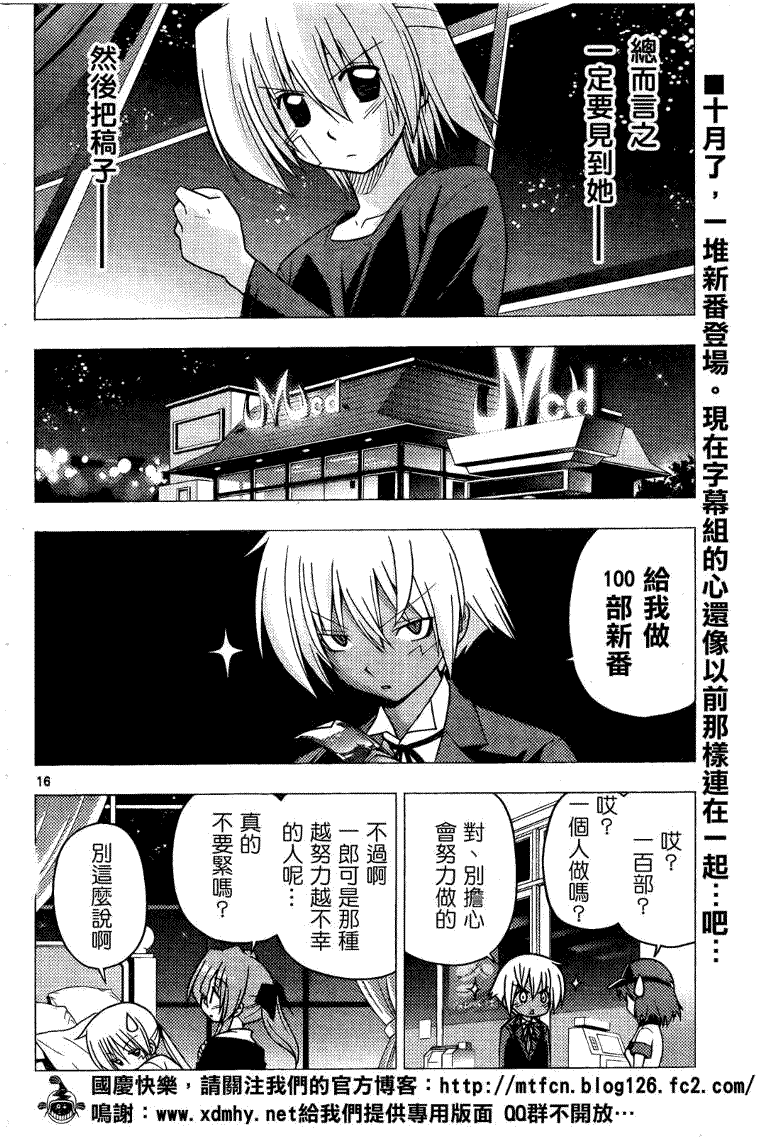 ■十月了，一堆新番登場。現在字幕組的心還像以前那樣連在一起…吧…
總而言之
一定要見到她——
然後把稿子——
Mcd
Mcd
給我做
100
部新番
16
哎？
一百部？
哎？
一個人做嗎？
對、別擔心
會努力做的
不過啊
一郎可是那種
越努力越不幸
的人呢…
真的
不要緊嗎？
別這麼說啊
國慶快樂，請關注我們的官方博客：http://mtfcn.blog126.fc2.com/
鳴謝：www.xdmhy.net給我們提供專用版面 QQ群不開放…